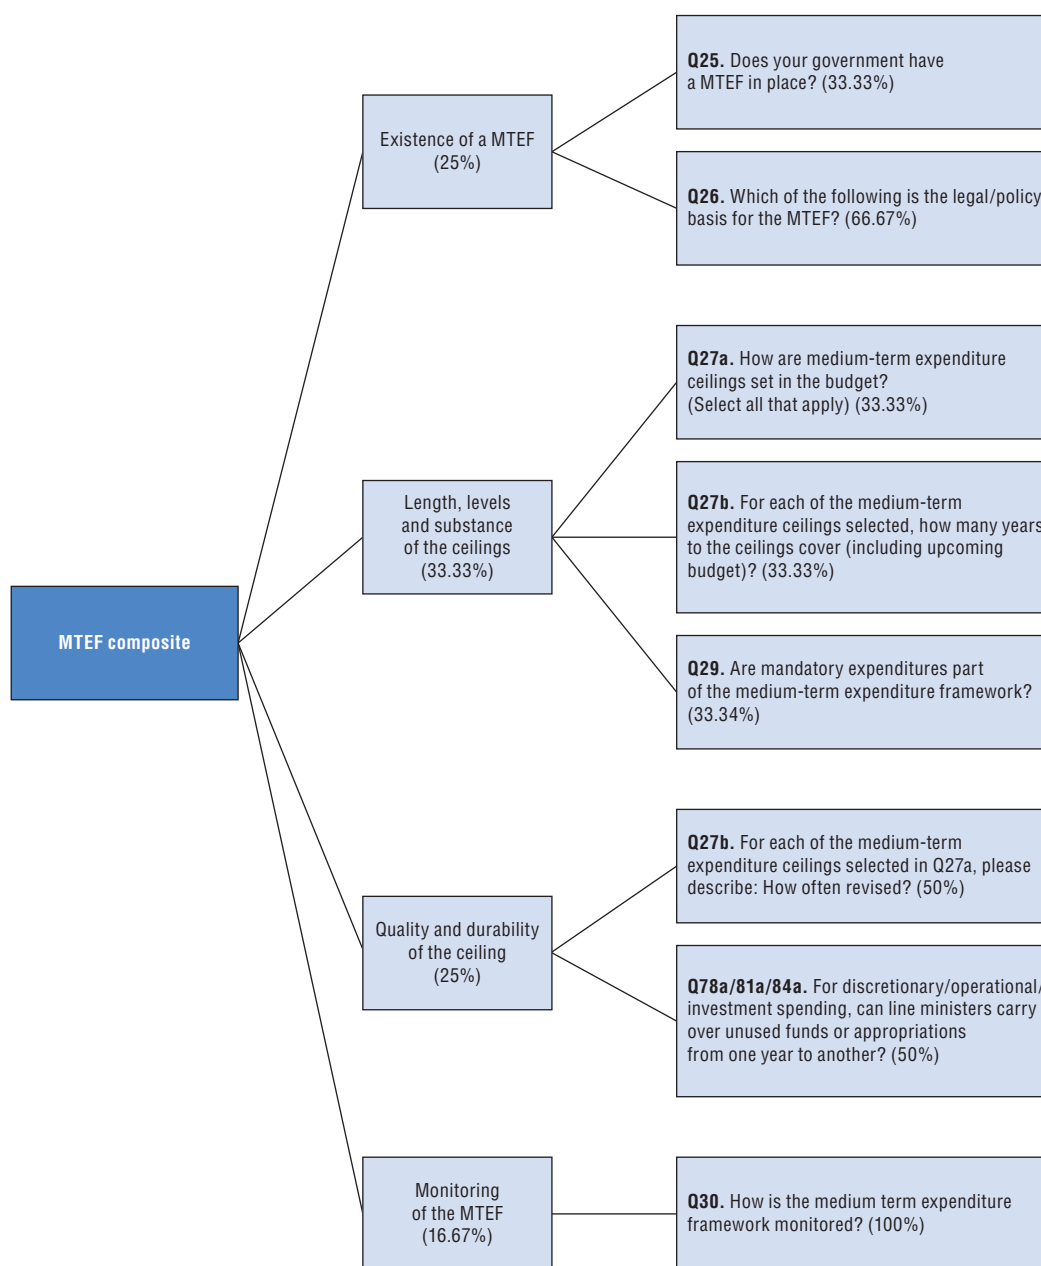 MTEF composite
Existence of a MTEF
(25%)
Q25. Does your government have
a MTEF in place? (33.33%)
Q26. Which of the following is the legal/policy
basis for the MTEF? (66.67%)
Length, levels
and substance
of the ceilings
(33.33%)
Q27a. How are medium-term expenditure
ceilings set in the budget?
(Select all that apply) (33.33%)
Q27b. For each of the medium-term
expenditure ceilings selected, how many years
to the ceilings cover (including upcoming
budget)? (33.33%)
Q29. Are mandatory expenditures part
of the medium-term expenditure framework?
(33.34%)
Quality and durability
of the ceiling
(25%)
Q27b. For each of the medium-term
expenditure ceilings selected in Q27a, please
describe: How often revised? (50%)
Q78a/81a/84a. For discretionary/operational/
investment spending, can line ministers carry
over unused funds or appropriations
from one year to another? (50%)
Monitoring
of the MTEF
(16.67%)
Q30. How is the medium term expenditure
framework monitored? (100%)